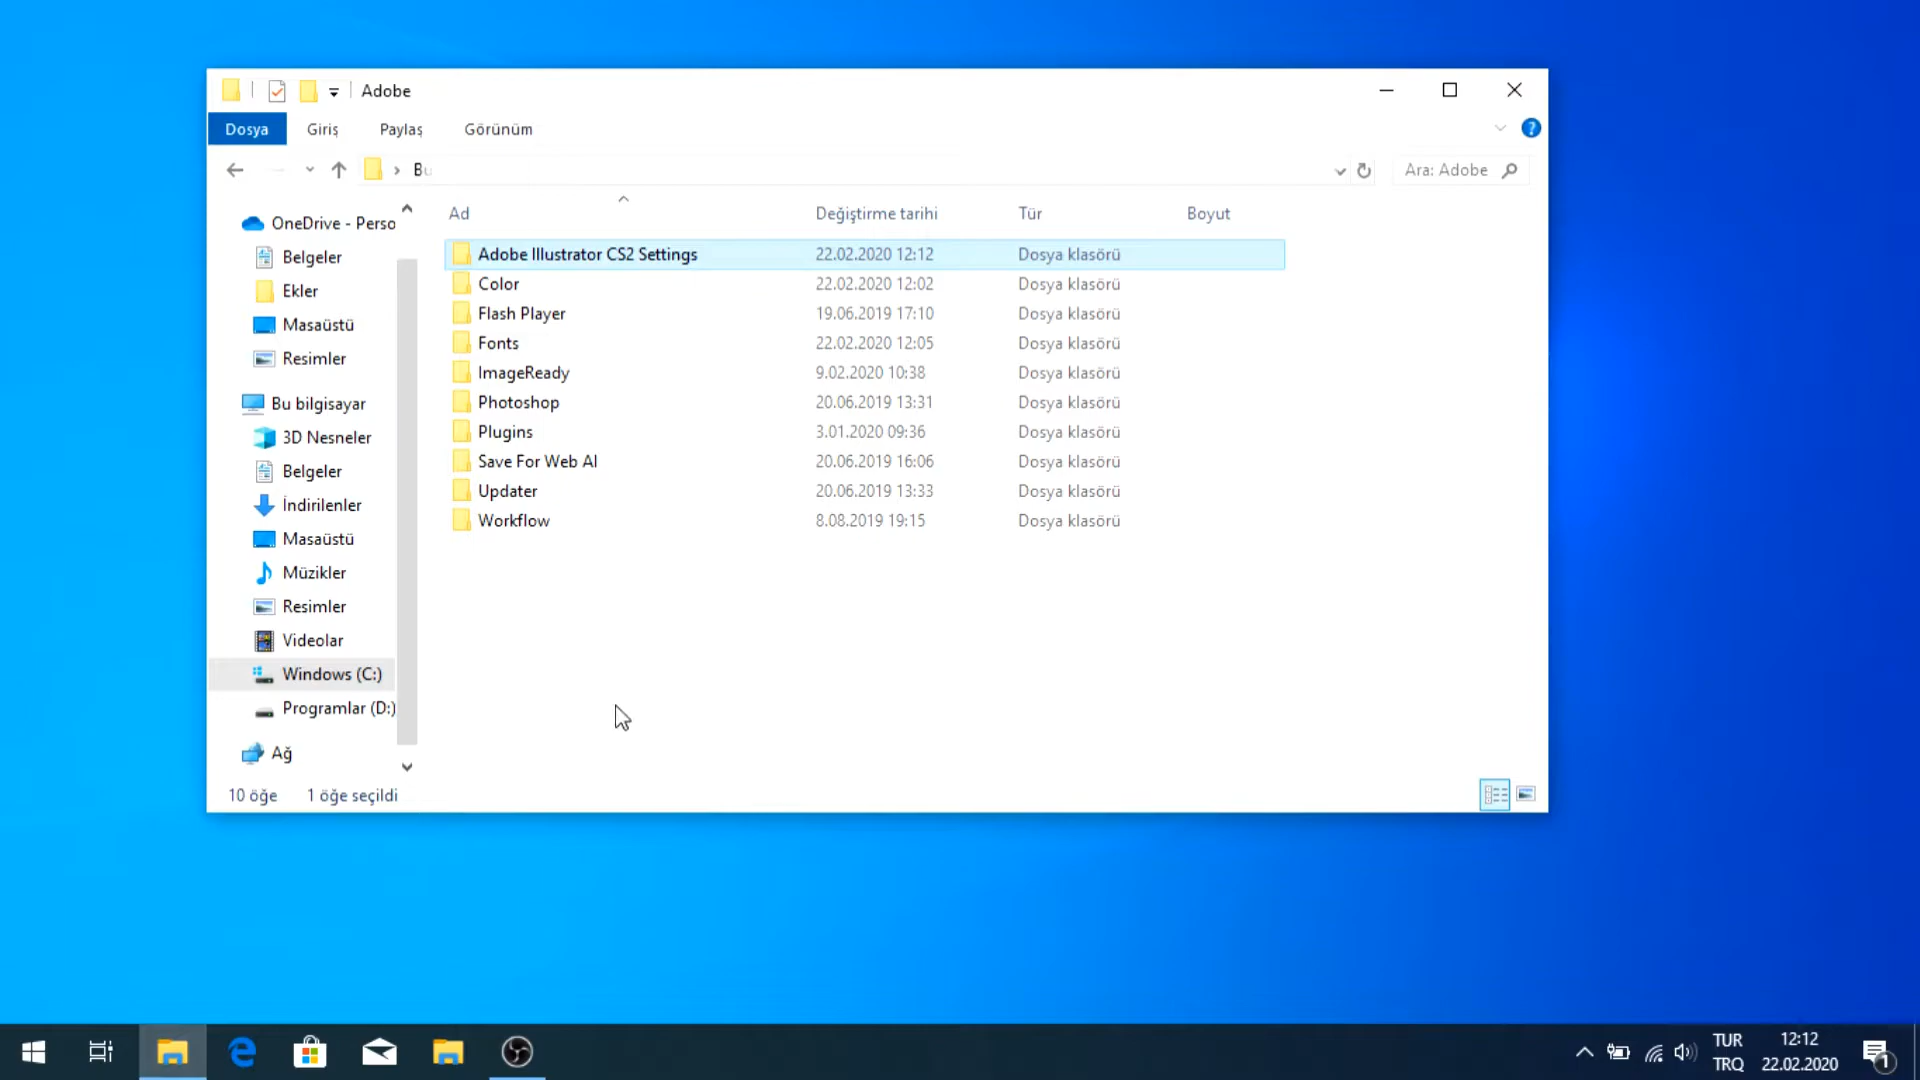 Adobe
Dosya Giriş Paylaş Görünüm
Bu Ara: Adobe
Ad Değiştirme tarihi Tür Boyut
OneDrive - Perso
Belgeler
Ekler
Masaüstü
Resimler
Bu bilgisayar
3D Nesneler
Belgeler
İndirilenler
Masaüstü
Müzikler
Resimler
Videolar
Windows (C:)
Programlar (D:)
Ağ
Adobe Illustrator CS2 Settings 22.02.2020 12:12 Dosya klasörü
Color 22.02.2020 12:02 Dosya klasörü
Flash Player 19.06.2019 17:10 Dosya klasörü
Fonts 22.02.2020 12:05 Dosya klasörü
ImageReady 9.02.2020 10:38 Dosya klasörü
Photoshop 20.06.2019 13:31 Dosya klasörü
Plugins 3.01.2020 09:36 Dosya klasörü
Save For Web AI 20.06.2019 16:06 Dosya klasörü
Updater 20.06.2019 13:33 Dosya klasörü
Workflow 8.08.2019 19:15 Dosya klasörü
10 öğe 1 öğe seçildi
TUR 12:12
TRQ 22.02.2020
1